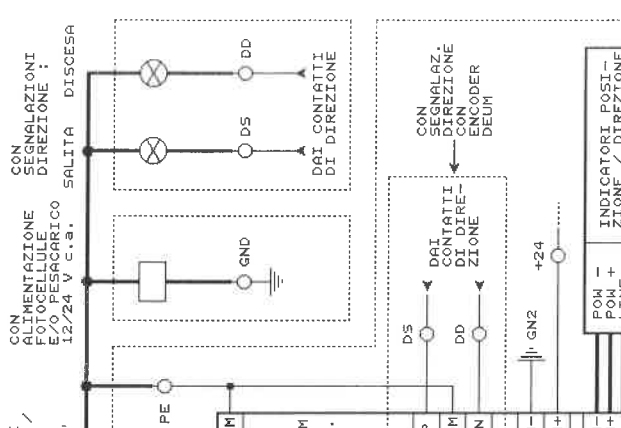 CON
SEGNALAZIONI
DIREZIONE :
SALITA DISCESA
DD
DS
DAI CONTATTI
DI DIREZIONE
CON
ALIMENTAZIONE
FOTOCELLULE
E/O PESACARICO
12/24 V c.a.
GND
PE
CON
SEGNALAZ.
DIREZIONE
CON
ENCODER
DEUM
DAI
CONTATTI
DI DIRE-
ZIONE
DS
DD
GN2
+24
INDICATORI POSI-
ZIONE / DIREZIONE
POW -
POW +
M
M
M
N
-
+
-
+